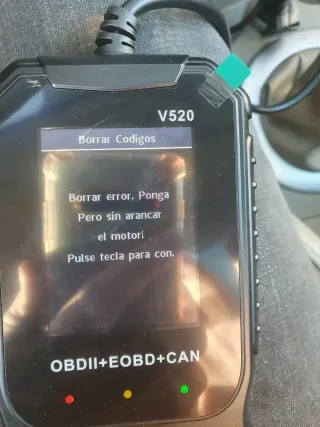 V520
Borrar Codigos
Borrar error. Ponga
Pero sin arancar
el motor!
Pulse tecla para con.
OBDII+EOBD+CAN